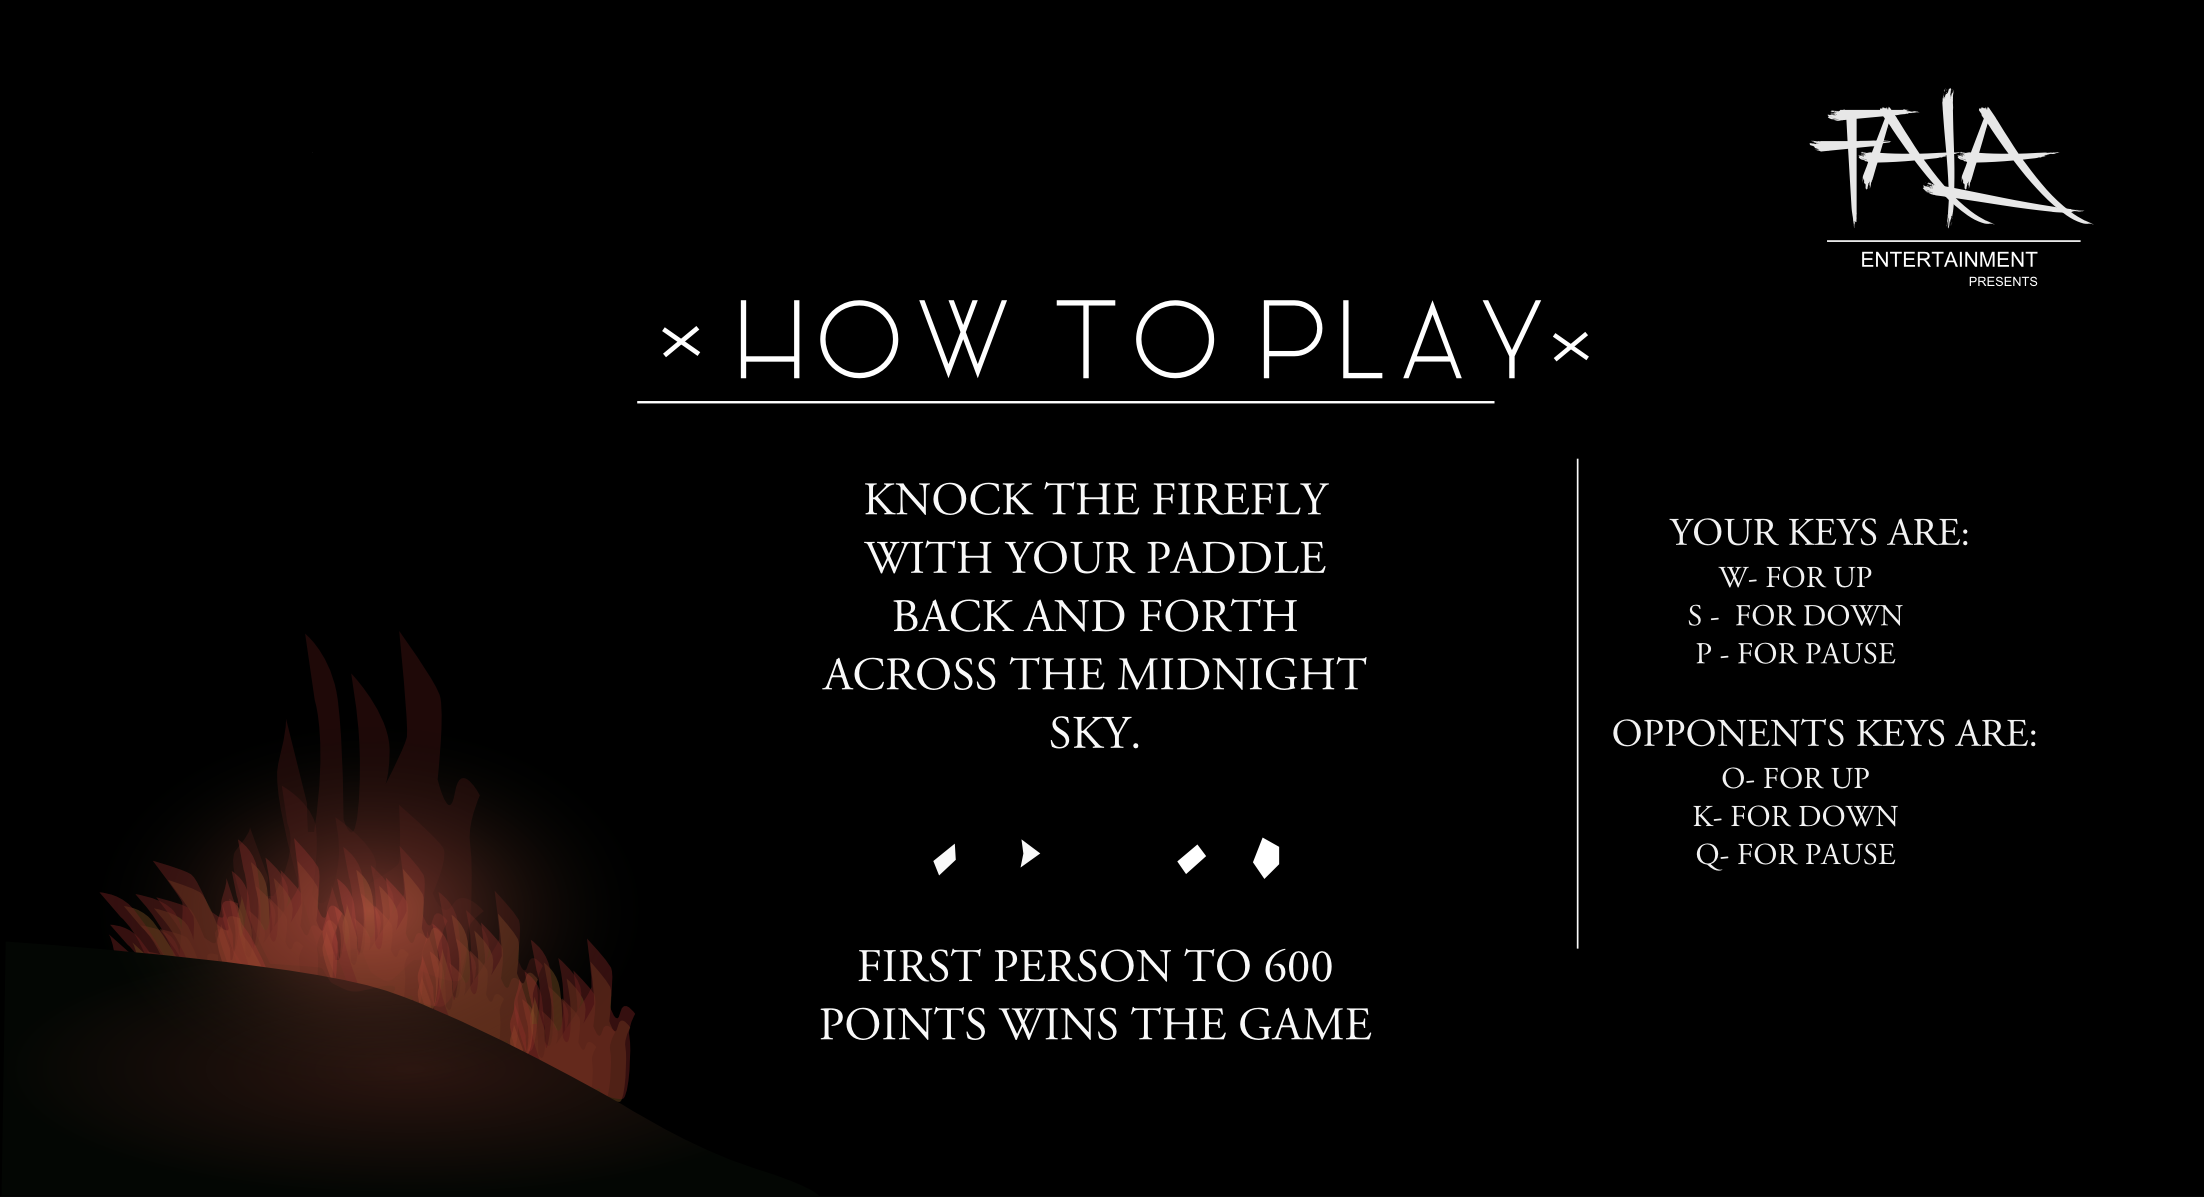 FALA
ENTERTAINMENT
PRESENTS
× HOW TO PLAY ×
KNOCK THE FIREFLY
WITH YOUR PADDLE
BACK AND FORTH
ACROSS THE MIDNIGHT
SKY.
FIRST PERSON TO 600
POINTS WINS THE GAME
YOUR KEYS ARE:
W- FOR UP
S - FOR DOWN
P - FOR PAUSE
OPPONENTS KEYS ARE:
O- FOR UP
K- FOR DOWN
Q- FOR PAUSE